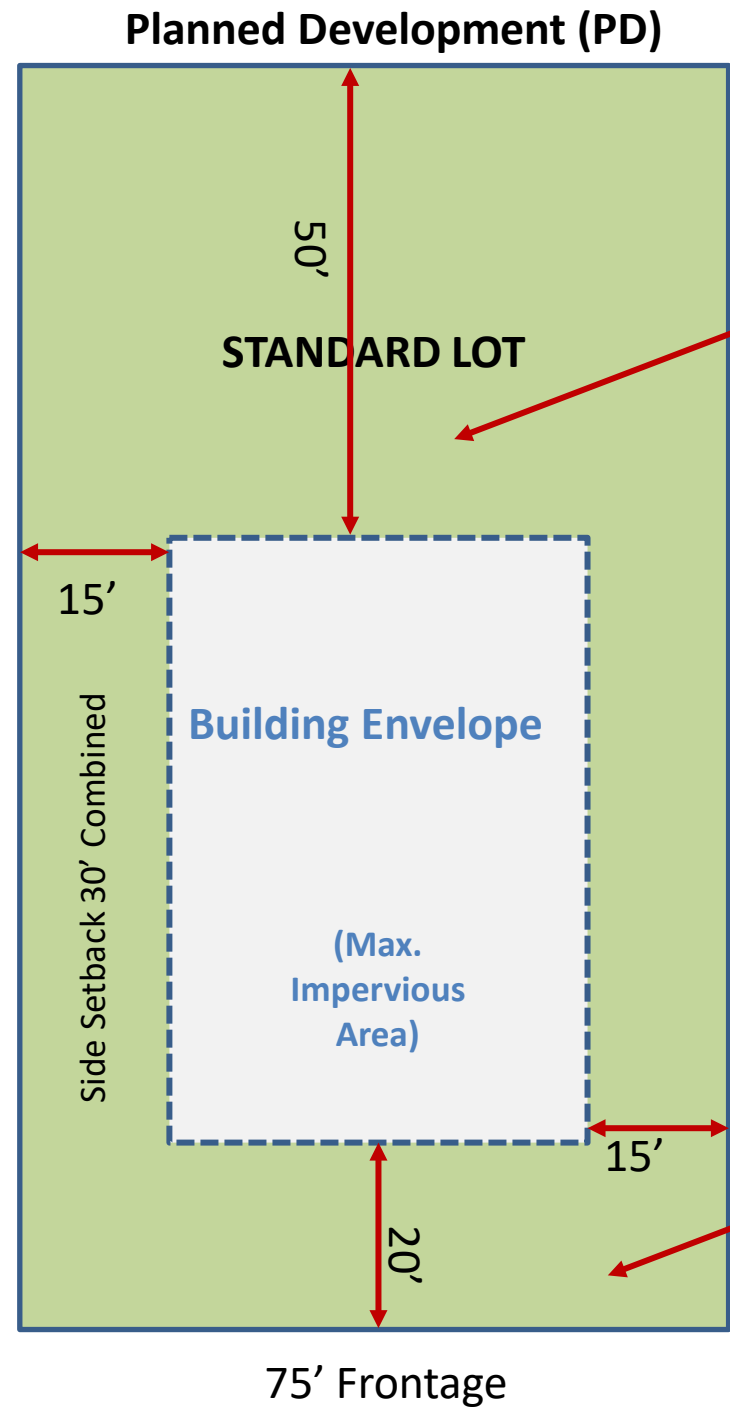 Planned Development (PD)
50’
STANDARD LOT
15’
Side Setback 30’ Combined
Building Envelope
(Max.
Impervious
Area)
15’
20’
75’ Frontage